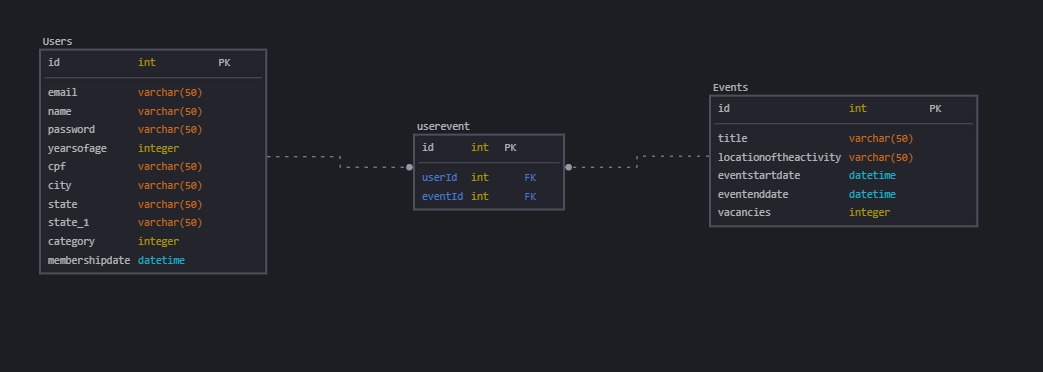 Users
id int PK
email varchar(50)
name varchar(50)
password varchar(50)
yearsofage integer
cpf varchar(50)
city varchar(50)
state varchar(50)
state_1 varchar(50)
category integer
membershipdate datetime
userevent
id int PK
userId int FK
eventId int FK
Events
id int PK
title varchar(50)
locationoftheactivity varchar(50)
eventstartdate datetime
eventenddate datetime
vacancies integer